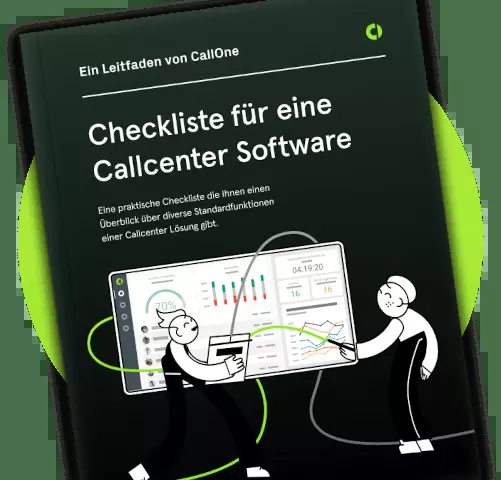 Ein Leitfaden von CallOne
Checkliste für eine
Callcenter Software
Eine praktische Checkliste die Ihnen einen
Überblick über diverse Standardfunktionen
einer Callcenter Lösung gibt.
04:19:20
70%
16
16